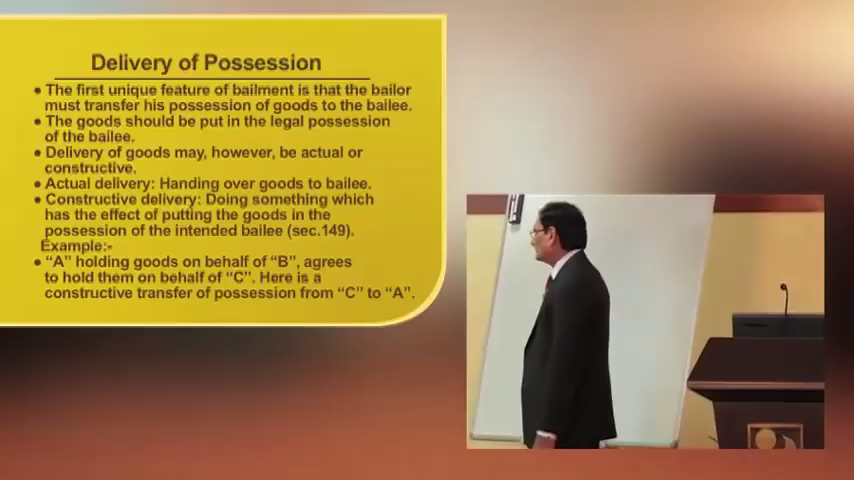 Delivery of Possession
● The first unique feature of bailment is that the bailor
must transfer his possession of goods to the bailee.
● The goods should be put in the legal possession
of the bailee.
● Delivery of goods may, however, be actual or
constructive.
● Actual delivery: Handing over goods to bailee.
● Constructive delivery: Doing something which
has the effect of putting the goods in the
possession of the intended bailee (sec.149).
Example:-
● “A” holding goods on behalf of “B”, agrees
to hold them on behalf of “C”. Here is a
constructive transfer of possession from “C” to “A”.